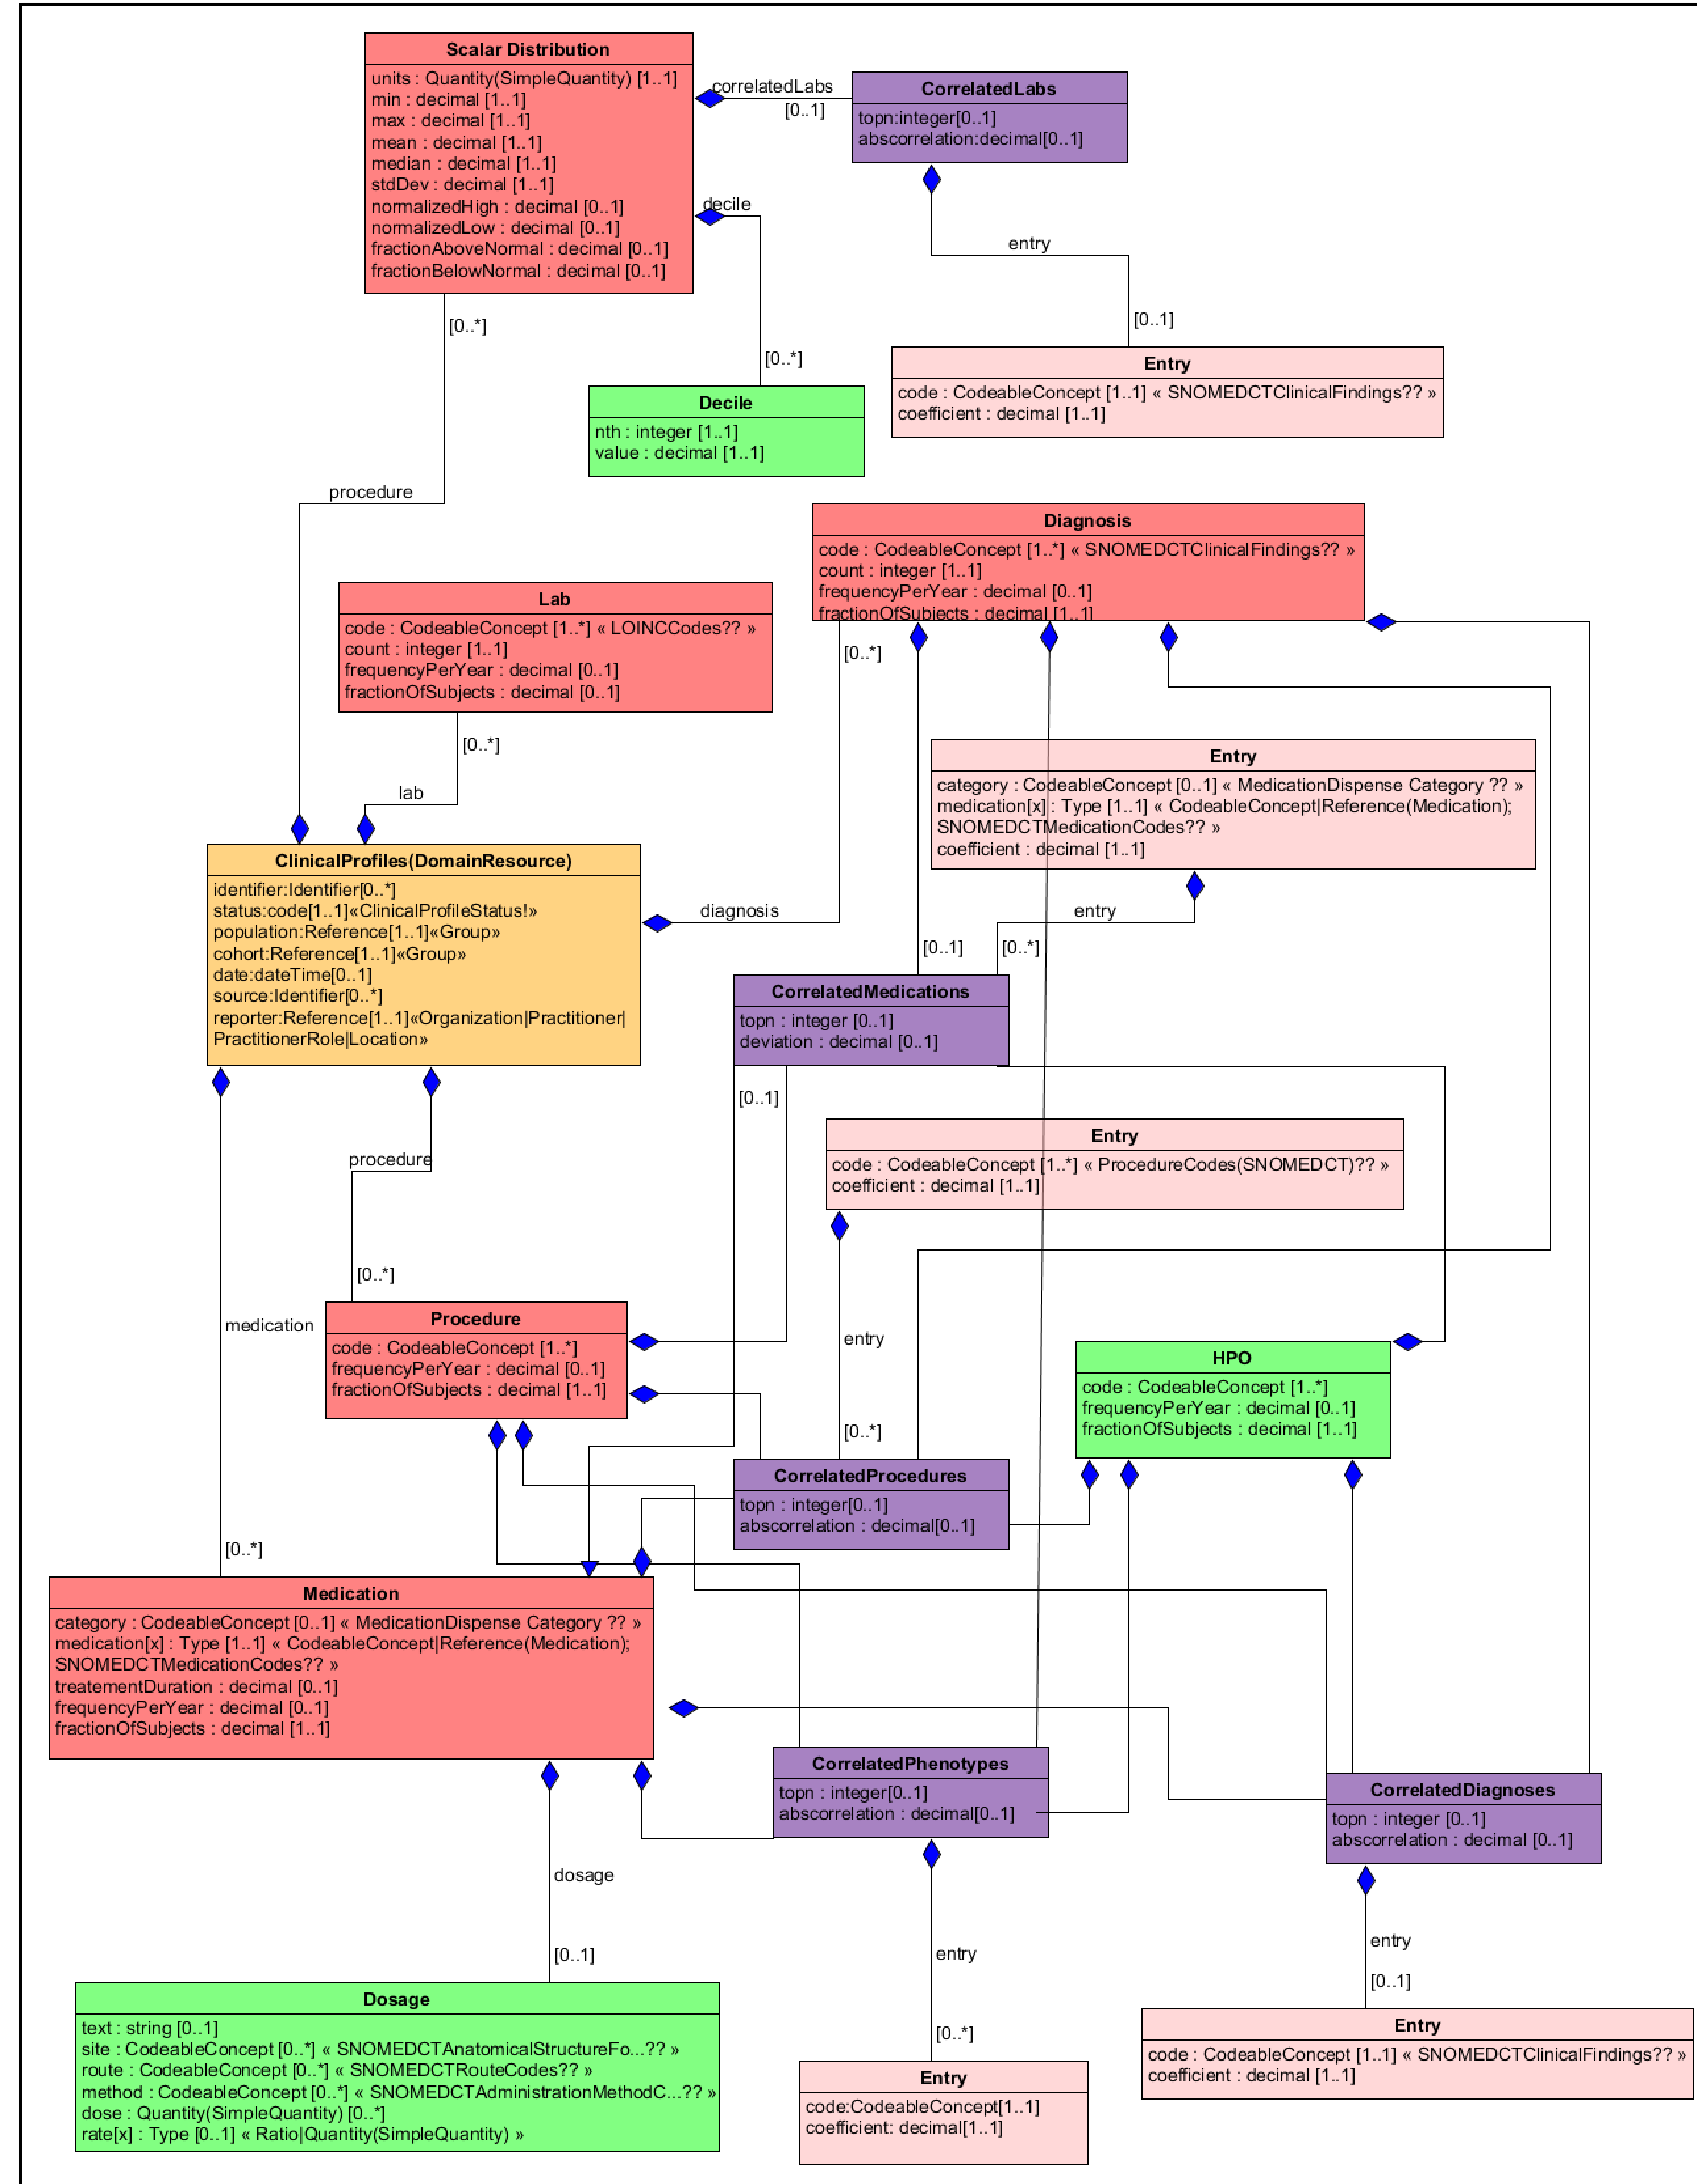 Scalar Distribution
units : Quantity(SimpleQuantity) [1..1]
min : decimal [1..1]
max : decimal [1..1]
mean : decimal [1..1]
median : decimal [1..1]
stdDev : decimal [1..1]
normalizedHigh : decimal [0..1]
normalizedLow : decimal [0..1]
fractionAboveNormal : decimal [0..1]
fractionBelowNormal : decimal [0..1]
correlatedLabs
[0..1]
CorrelatedLabs
topn:integer[0..1]
abscorrelation:decimal[0..1]
decile
[0..*]
entry
[0..1]
[0..*]
procedure
Decile
nth : integer [1..1]
value : decimal [1..1]
Entry
code : CodeableConcept [1..1] « SNOMEDCTClinicalFindings?? »
coefficient : decimal [1..1]
Diagnosis
code : CodeableConcept [1..*] « SNOMEDCTClinicalFindings?? »
count : integer [1..1]
frequencyPerYear : decimal [0..1]
fractionOfSubjects : decimal [1..1]
[0..*]
Lab
code : CodeableConcept [1..*] « LOINCCodes?? »
count : integer [1..1]
frequencyPerYear : decimal [0..1]
fractionOfSubjects : decimal [0..1]
[0..*]
lab
Entry
category : CodeableConcept [0..1] « MedicationDispense Category ?? »
medication[x] : Type [1..1] « CodeableConcept|Reference(Medication);
SNOMEDCTMedicationCodes?? »
coefficient : decimal [1..1]
ClinicalProfiles(DomainResource)
identifier:Identifier[0..*]
status:code[1..1]«ClinicalProfileStatus!»
population:Reference[1..1]«Group»
cohort:Reference[1..1]«Group»
date:dateTime[0..1]
source:Identifier[0..*]
reporter:Reference[1..1]«Organization|Practitioner|
PractitionerRole|Location»
diagnosis
entry
[0..1]
[0..*]
CorrelatedMedications
topn : integer [0..1]
deviation : decimal [0..1]
[0..1]
Entry
code : CodeableConcept [1..*] « ProcedureCodes(SNOMEDCT)?? »
coefficient : decimal [1..1]
procedure
[0..*]
medication
Procedure
code : CodeableConcept [1..*]
frequencyPerYear : decimal [0..1]
fractionOfSubjects : decimal [1..1]
entry
[0..*]
HPO
code : CodeableConcept [1..*]
frequencyPerYear : decimal [0..1]
fractionOfSubjects : decimal [1..1]
CorrelatedProcedures
topn : integer[0..1]
abscorrelation : decimal[0..1]
[0..*]
Medication
category : CodeableConcept [0..1] « MedicationDispense Category ?? »
medication[x] : Type [1..1] « CodeableConcept|Reference(Medication);
SNOMEDCTMedicationCodes?? »
treatementDuration : decimal [0..1]
frequencyPerYear : decimal [0..1]
fractionOfSubjects : decimal [1..1]
CorrelatedPhenotypes
topn : integer[0..1]
abscorrelation : decimal[0..1]
CorrelatedDiagnoses
topn : integer [0..1]
abscorrelation : decimal [0..1]
dosage
[0..1]
entry
[0..*]
entry
[0..1]
Dosage
text : string [0..1]
site : CodeableConcept [0..*] « SNOMEDCTAnatomicalStructureFo...?? »
route : CodeableConcept [0..*] « SNOMEDCTRouteCodes?? »
method : CodeableConcept [0..*] « SNOMEDCTAdministrationMethodC...?? »
dose : Quantity(SimpleQuantity) [0..*]
rate[x] : Type [0..1] « Ratio|Quantity(SimpleQuantity) »
Entry
code:CodeableConcept[1..1]
coefficient: decimal[1..1]
Entry
code : CodeableConcept [1..1] « SNOMEDCTClinicalFindings?? »
coefficient : decimal [1..1]